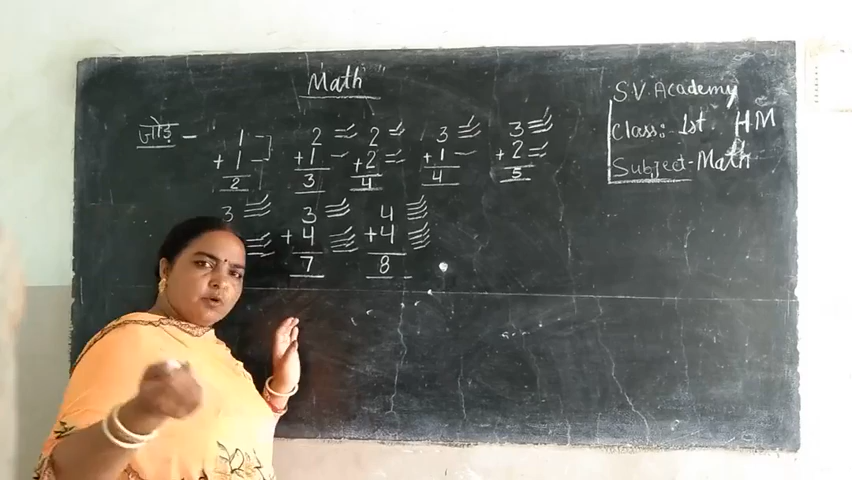 Math
S.V. Academy
Class:- 1st. HM
Subject-Math
जोड़ - 1 2 2 3 3
+1 +1 +2 +1 +2
2 3 4 4 5
3 3 4
+4 +4
7 8